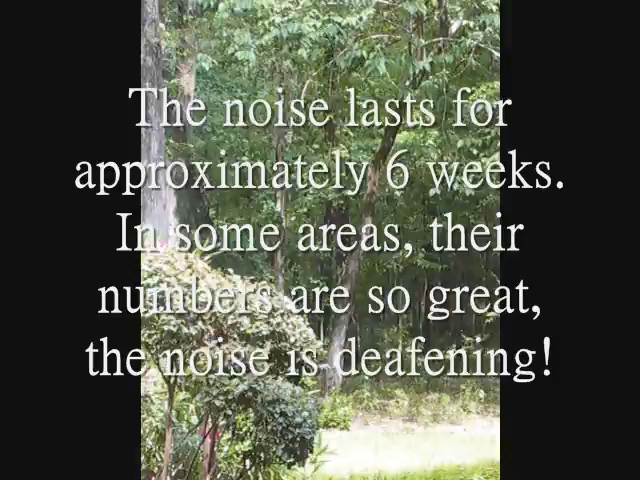 The noise lasts for
approximately 6 weeks.
In some areas, their
numbers are so great,
the noise is deafening!